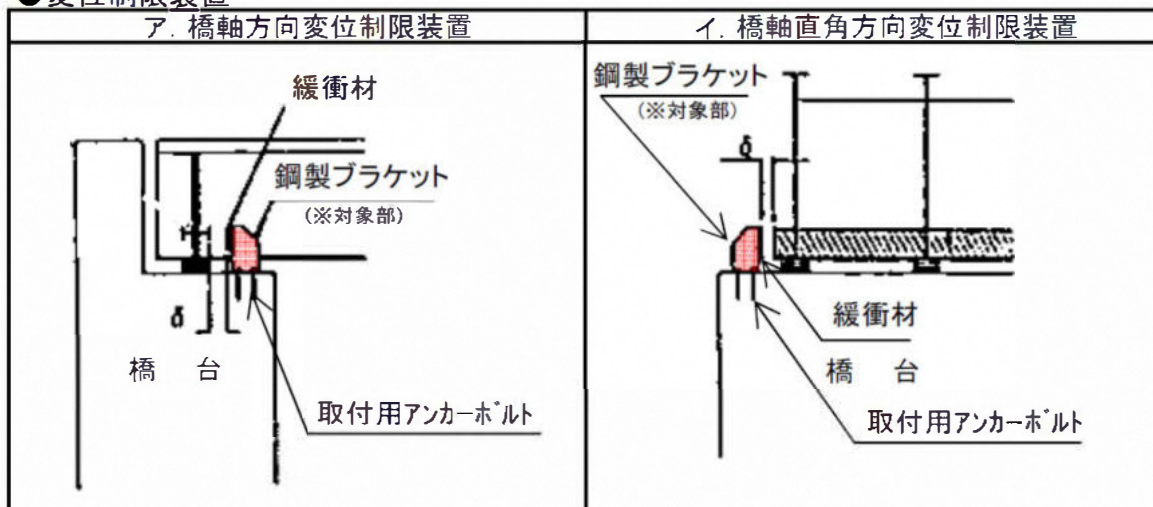 ●変位制限装置
ア. 橋軸方向変位制限装置
イ. 橋軸直角方向変位制限装置
緩衝材
鋼製ブラケット
(※対象部)
δ
橋 台
取付用アンカーボルト
鋼製ブラケット
(※対象部)
δ
緩衝材
橋 台
取付用アンカーボルト